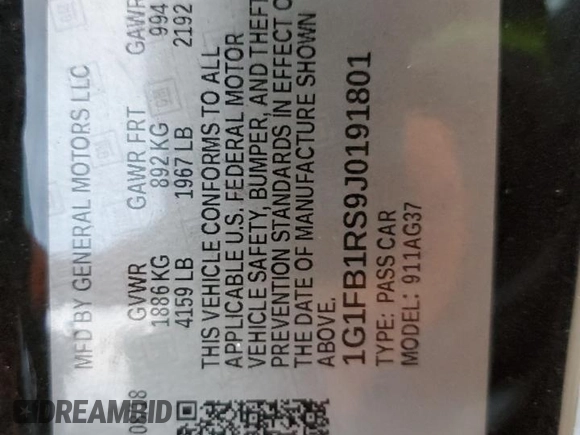 MFD BY GENERAL MOTORS LLC
GVWR GAWR FRT GAWR
1886 KG 892 KG 994
4159 LB 1967 LB 2192
THIS VEHICLE CONFORMS TO ALL
APPLICABLE U.S. FEDERAL MOTOR
VEHICLE SAFETY, BUMPER, AND THEFT
PREVENTION STANDARDS IN EFFECT O
THE DATE OF MANUFACTURE SHOWN
ABOVE.
1G1FB1RS9J0191801
TYPE: PASS CAR
MODEL: 911AG37
DREAMBID